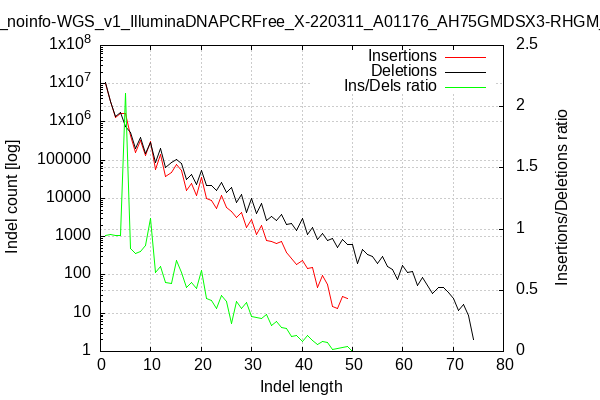 _noinfo-WGS_v1_IlluminaDNAPCRFree_X-220311_A01176_AH75GMDSX3-RHGM_
Insertions
Deletions
Ins/Dels ratio
1x10^8
1x10^7
1x10^6
100000
10000
1000
100
10
1
2.5
2
1.5
1
0.5
0
Indel count [log]
Insertions/Deletions ratio
0 10 20 30 40 50 60 70 80
Indel length